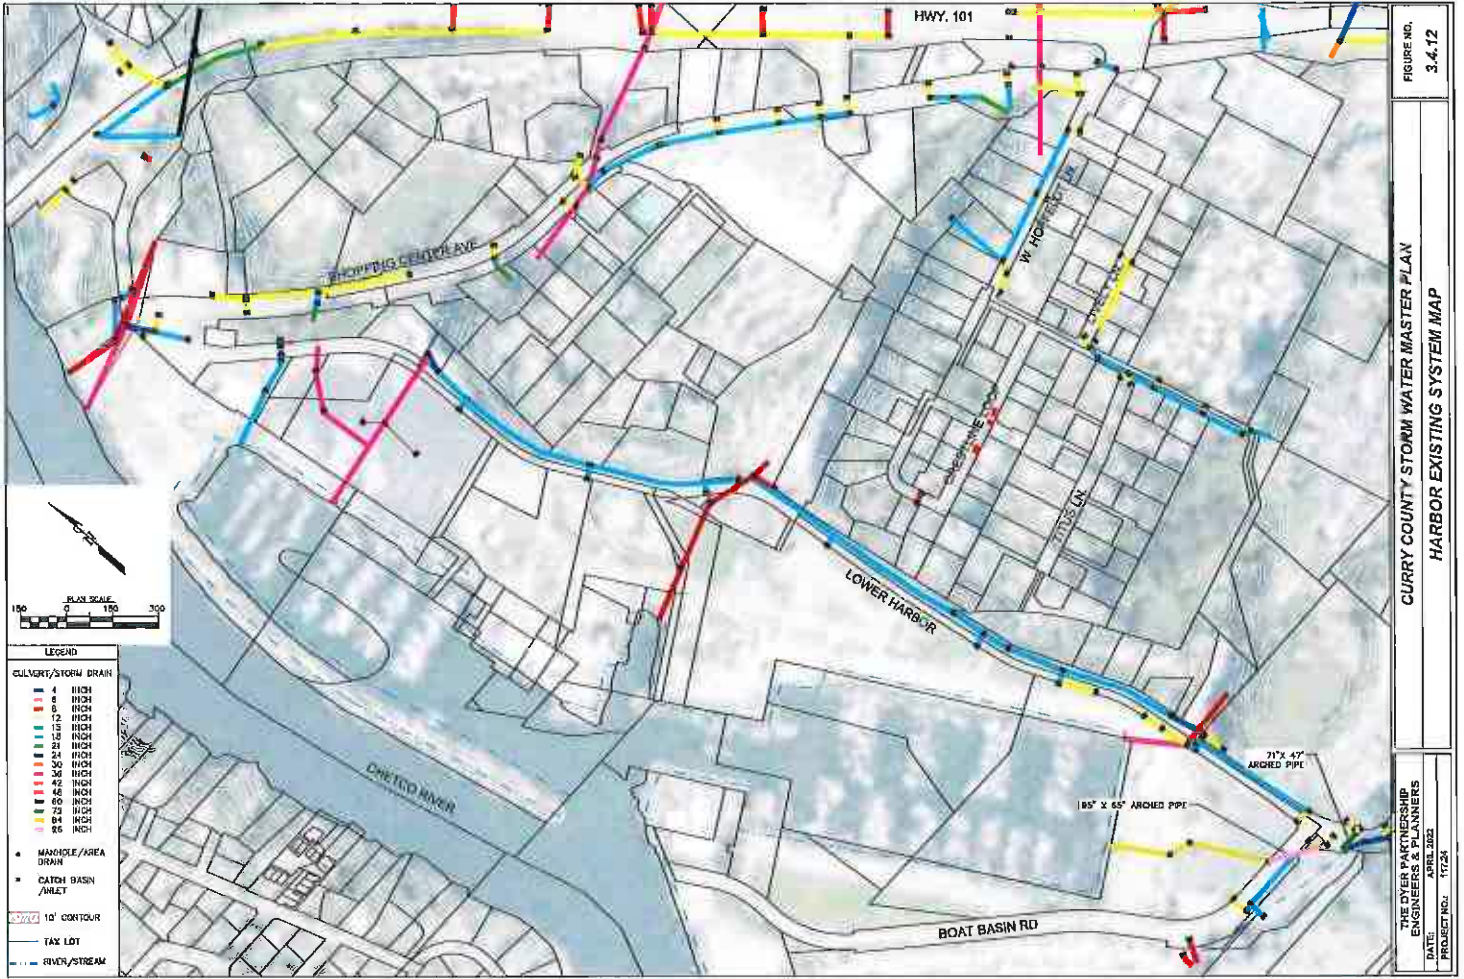 HWY. 101
SHOPPING CENTER AVE
LOWER HARBOR
TITUS LN.
CHETCO RIVER
BOAT BASIN RD
71" X 47"
ARCHED PIPE
ARCHED PIPE
PLAN SCALE
150 0 150 300
LEGEND
CULVERT/STORM DRAIN
4 INCH
6 INCH
8 INCH
12 INCH
15 INCH
18 INCH
21 INCH
24 INCH
30 INCH
36 INCH
42 INCH
48 INCH
60 INCH
72 INCH
84 INCH
96 INCH
MANHOLE/AREA
DRAIN
CATCH BASIN
/INLET
10' CONTOUR
TAX LOT
RIVER/STREAM
FIGURE NO.
3.4.12
CURRY COUNTY STORM WATER MASTER PLAN
HARBOR EXISTING SYSTEM MAP
THE DYER PARTNERSHIP
ENGINEERS & PLANNERS
DATE: APRIL 2022
PROJECT NO.: 177.24